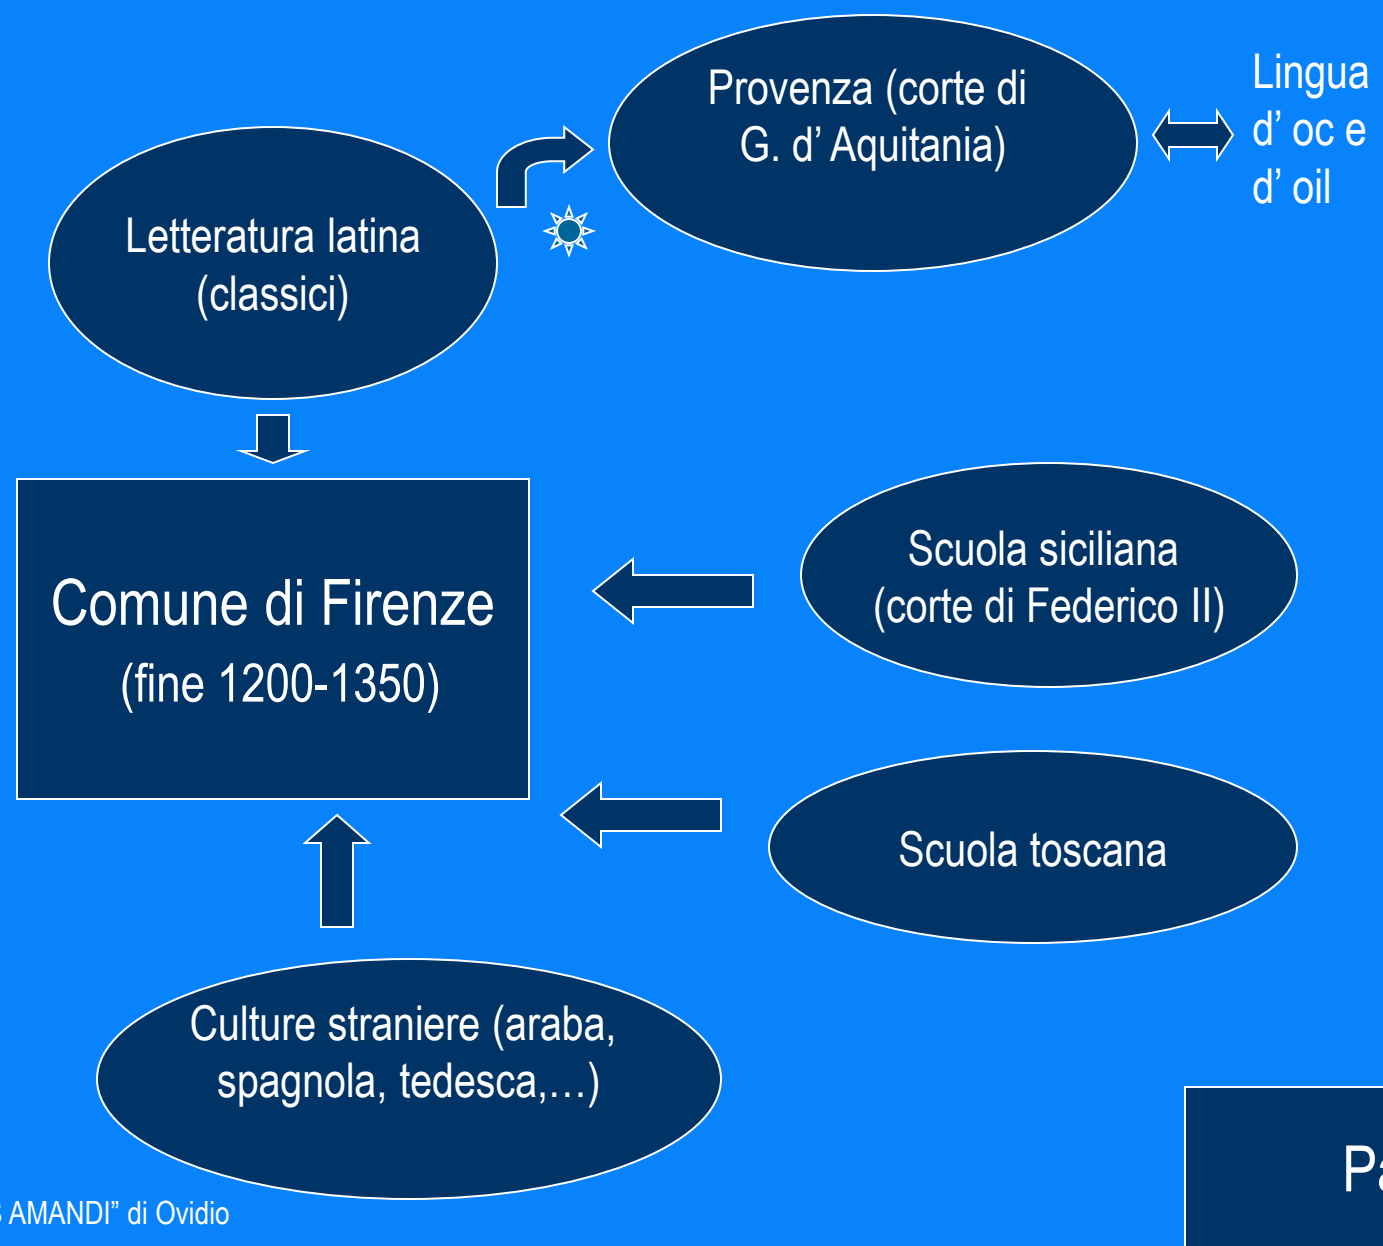 Provenza (corte di
G. d’ Aquitania)
Lingua
d’ oc e
d’ oil
Letteratura latina
(classici)
Comune di Firenze
(fine 1200-1350)
Scuola siciliana
(corte di Federico II)
Scuola toscana
Culture straniere (araba,
spagnola, tedesca,…)
AMANDI” di Ovidio